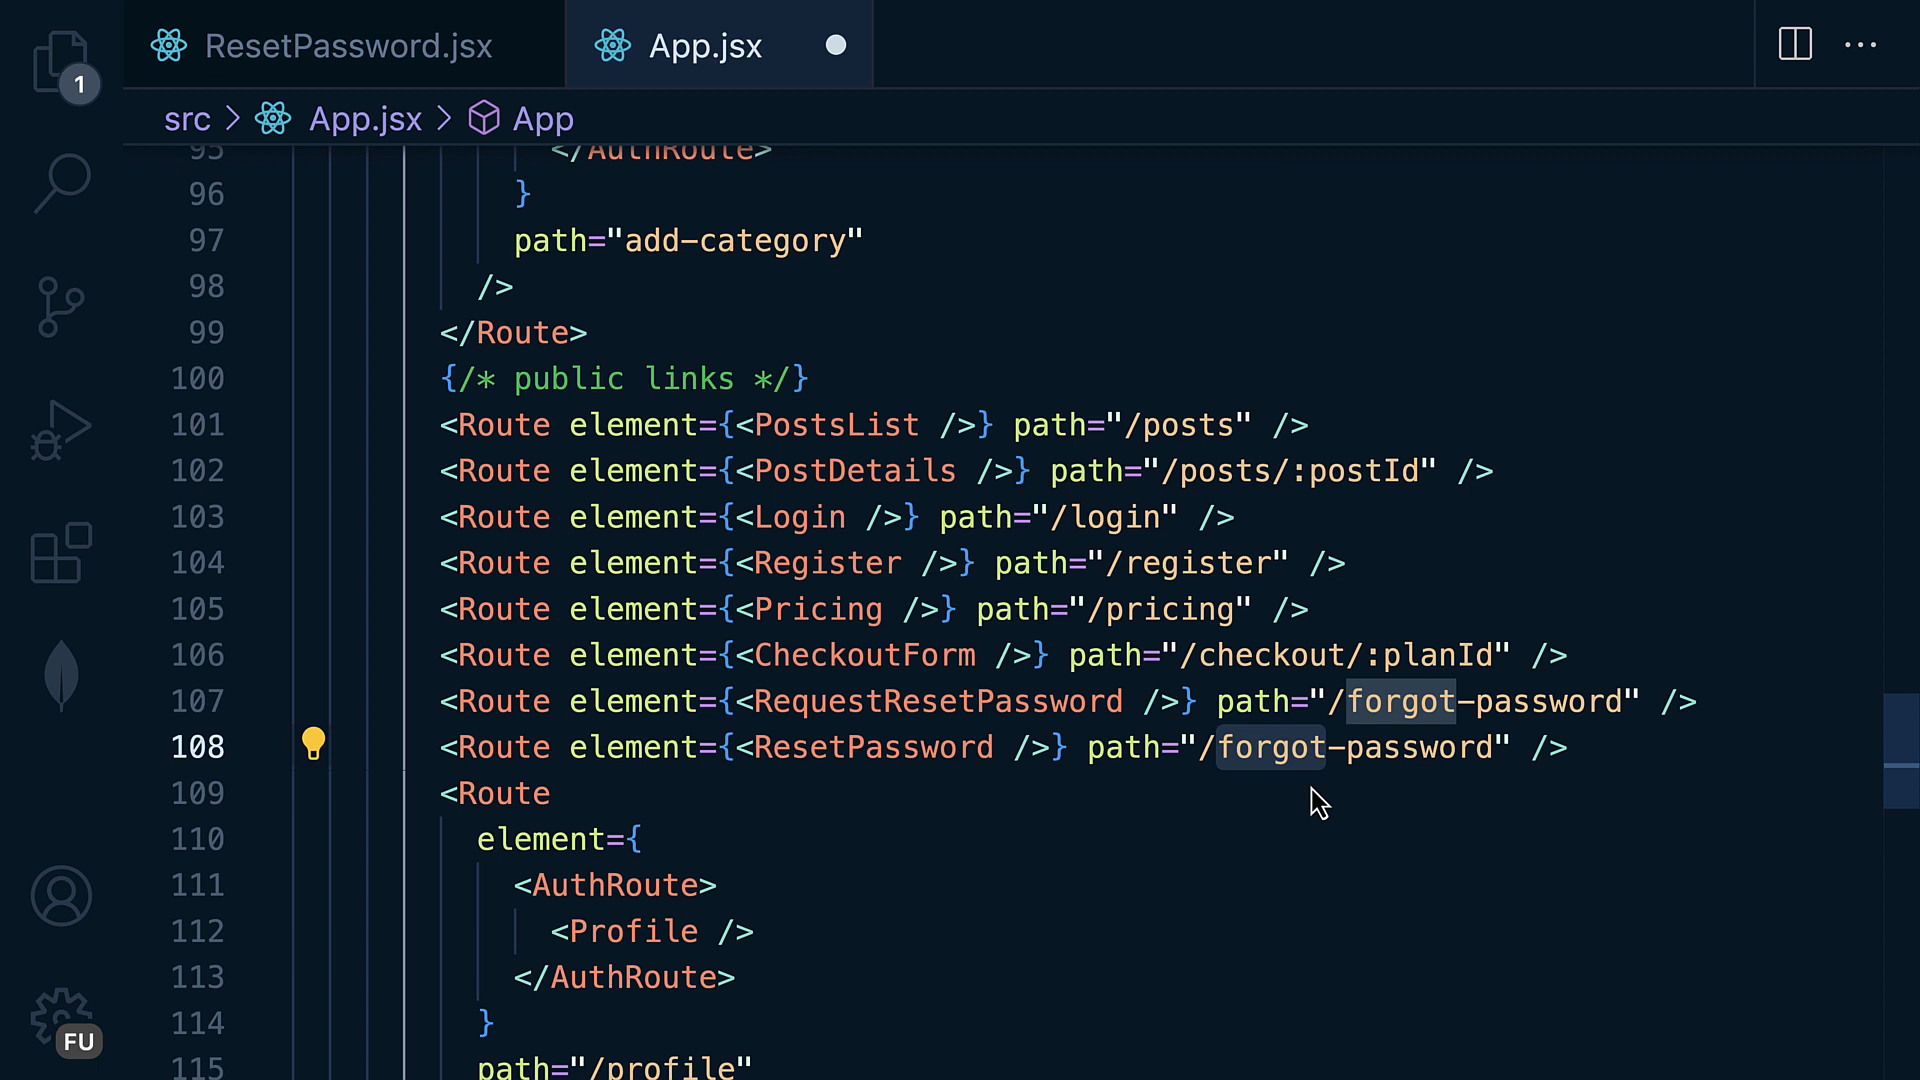 ResetPassword.jsx
App.jsx
1
src > App.jsx > App
95 </AuthRoute>
96 }
97 path="add-category"
98 />
99 </Route>
100 {/* public links */}
101 <Route element={<PostsList />} path="/posts" />
102 <Route element={<PostDetails />} path="/posts/:postId" />
103 <Route element={<Login />} path="/login" />
104 <Route element={<Register />} path="/register" />
105 <Route element={<Pricing />} path="/pricing" />
106 <Route element={<CheckoutForm />} path="/checkout/:planId" />
107 <Route element={<RequestResetPassword />} path="/forgot-password" />
108 <Route element={<ResetPassword />} path="/forgot-password" />
109 <Route
110 element={
111 <AuthRoute>
112 <Profile />
113 </AuthRoute>
114 }
115 path="/profile"
FU